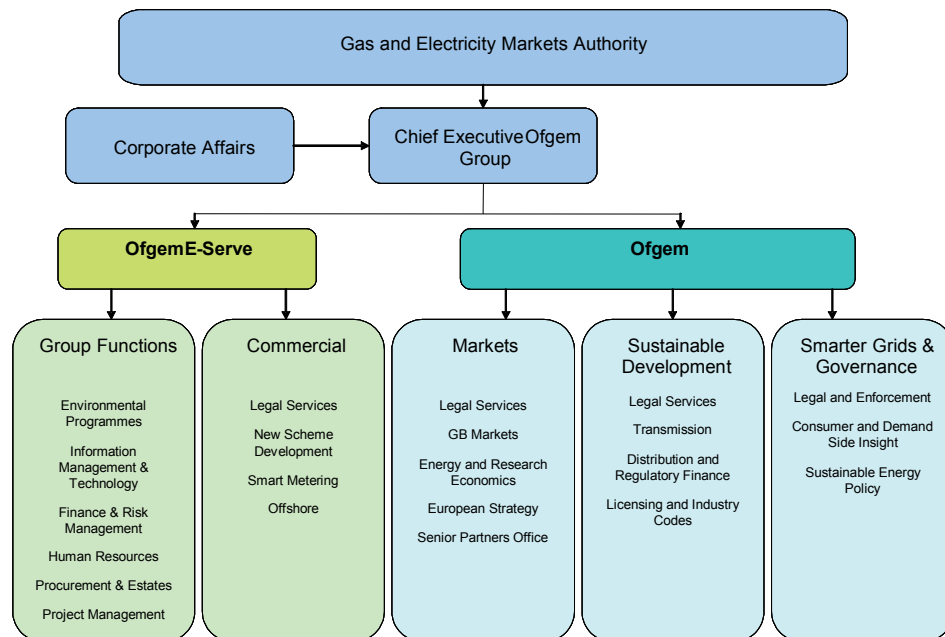 Gas and Electricity Markets Authority
Corporate Affairs
Chief Executive Ofgem
Group
OfgemE-Serve
Ofgem
Group Functions
Environmental
Programmes
Information
Management &
Technology
Finance & Risk
Management
Human Resources
Procurement & Estates
Project Management
Commercial
Legal Services
New Scheme
Development
Smart Metering
Offshore
Markets
Legal Services
GB Markets
Energy and Research
Economics
European Strategy
Senior Partners Office
Sustainable
Development
Legal Services
Transmission
Distribution and
Regulatory Finance
Licensing and Industry
Codes
Smarter Grids &
Governance
Legal and Enforcement
Consumer and Demand
Side Insight
Sustainable Energy
Policy